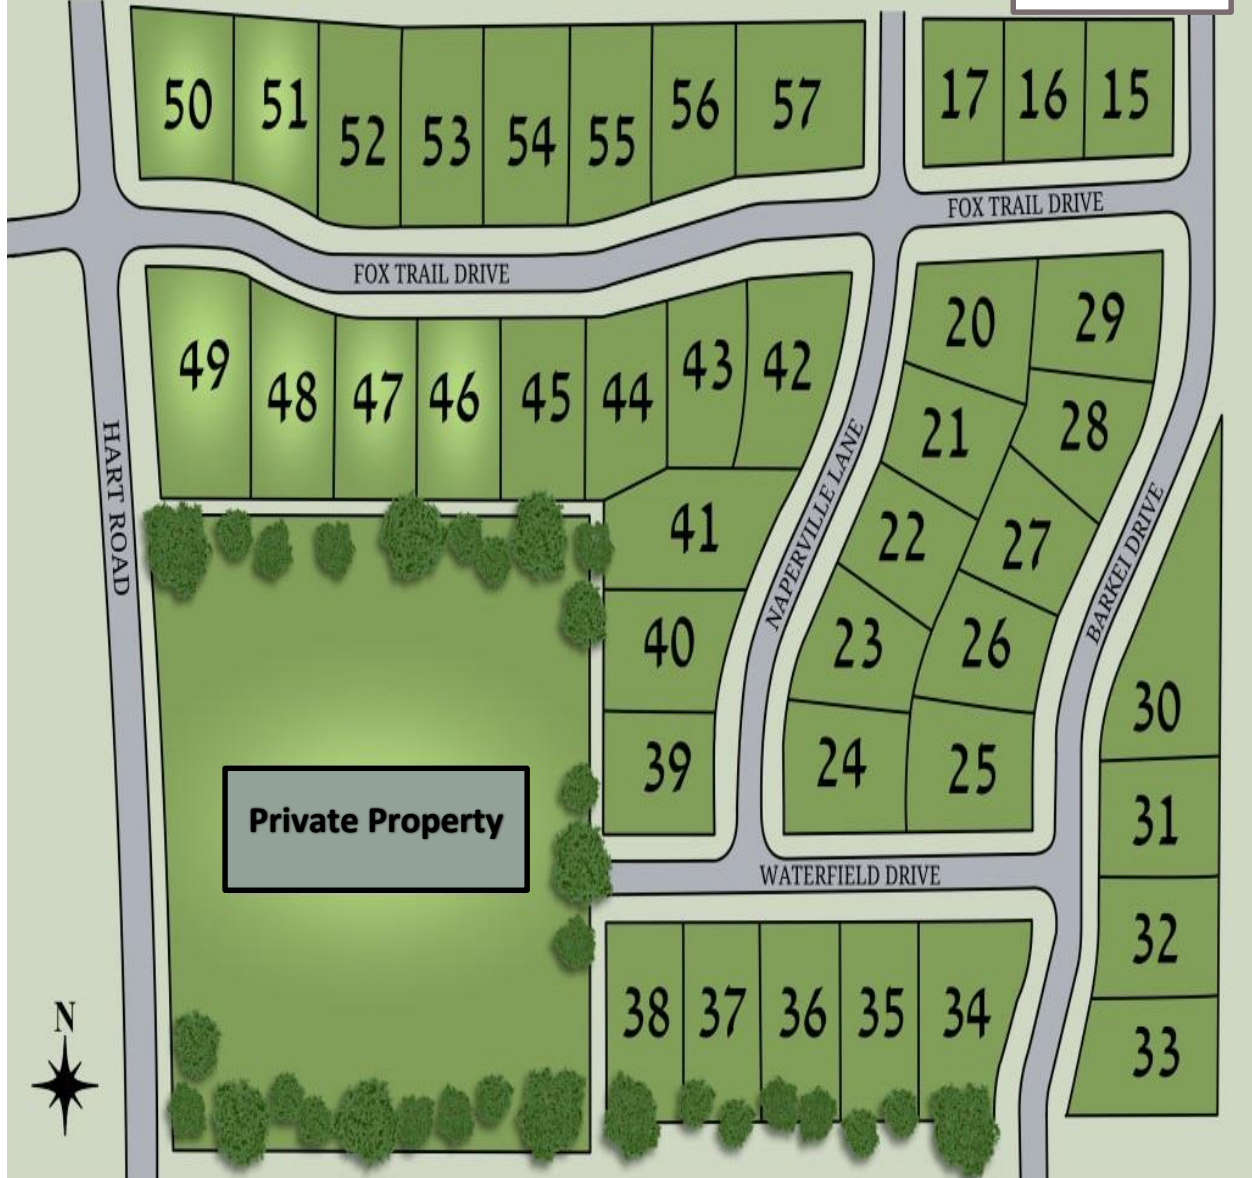 50 51 52 53 54 55 56 57 17 16 15
FOX TRAIL DRIVE
FOX TRAIL DRIVE
49 48 47 46 45 44 43 42 20 29
21 28
HART ROAD
NAPERVILLE LANE
BARKEI DRIVE
41 22 27
40 23 26
39 24 25 30
Private Property
31
WATERFIELD DRIVE
32
38 37 36 35 34
33
N